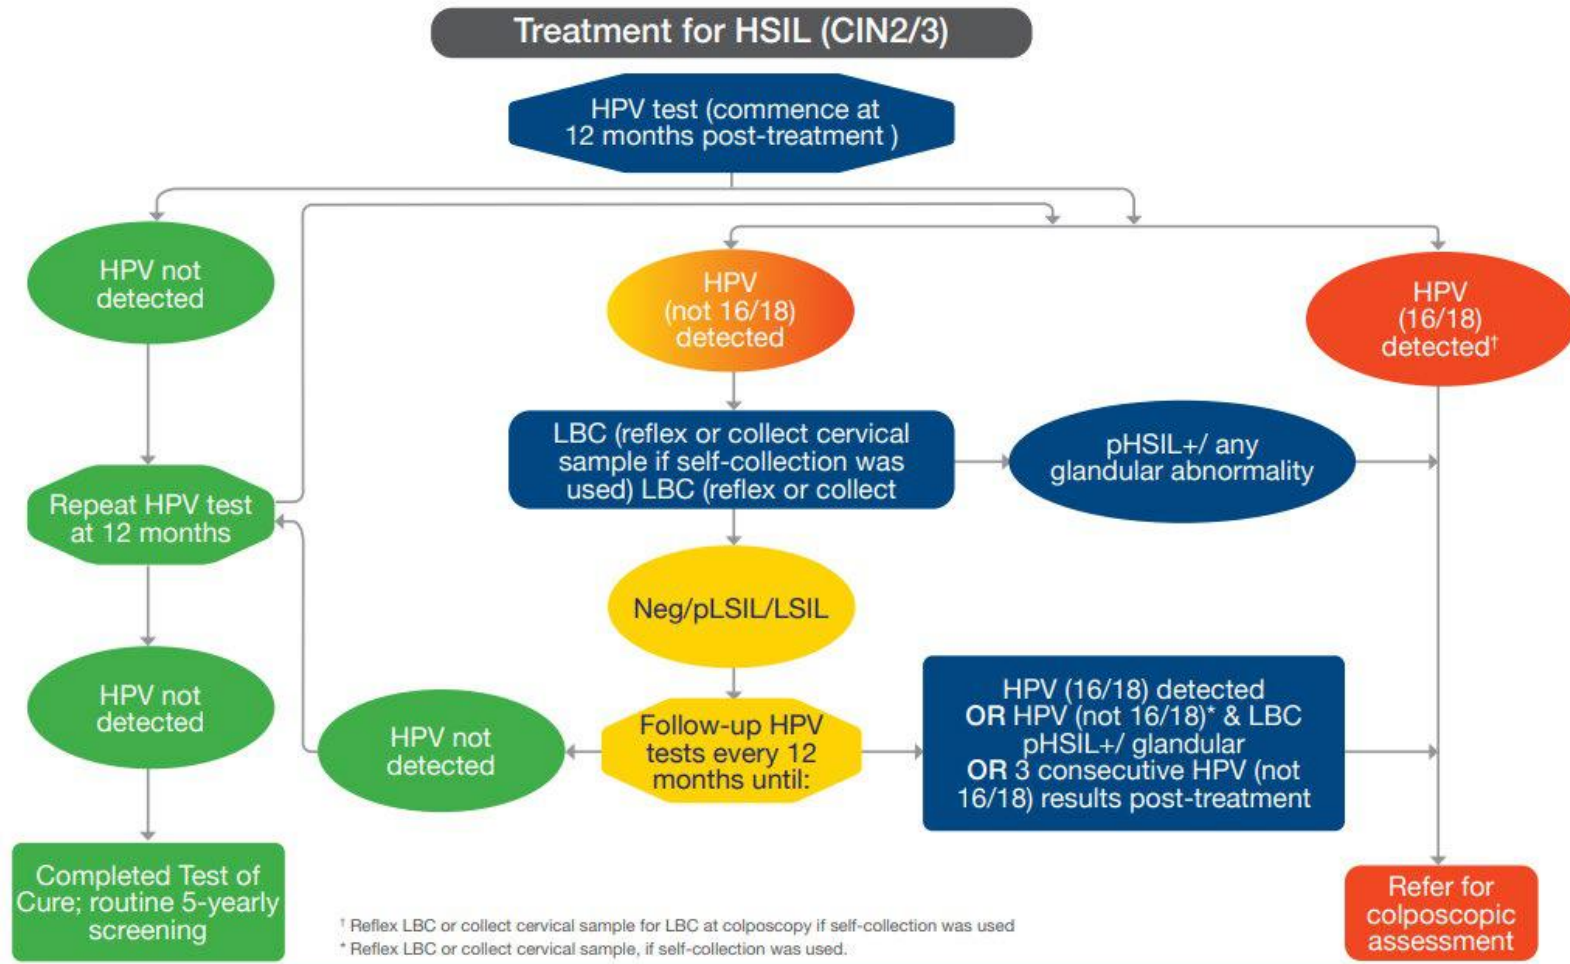 Treatment for HSIL (CIN2/3)
HPV test (commence at
12 months post-treatment )
HPV not
detected
HPV
(not 16/18)
detected
HPV
(16/18)
detected†
LBC (reflex or collect cervical
sample if self-collection was
used) LBC (reflex or collect
pHSIL+/ any
glandular abnormality
Repeat HPV test
at 12 months
Neg/pLSIL/LSIL
HPV not
detected
HPV not
detected
Follow-up HPV
tests every 12
months until:
HPV (16/18) detected
OR HPV (not 16/18)* & LBC
pHSIL+/ glandular
OR 3 consecutive HPV (not
16/18) results post-treatment
Completed Test of
Cure; routine 5-yearly
screening
Refer for
colposcopic
assessment
† Reflex LBC or collect cervical sample for LBC at colposcopy if self-collection was used
* Reflex LBC or collect cervical sample, if self-collection was used.